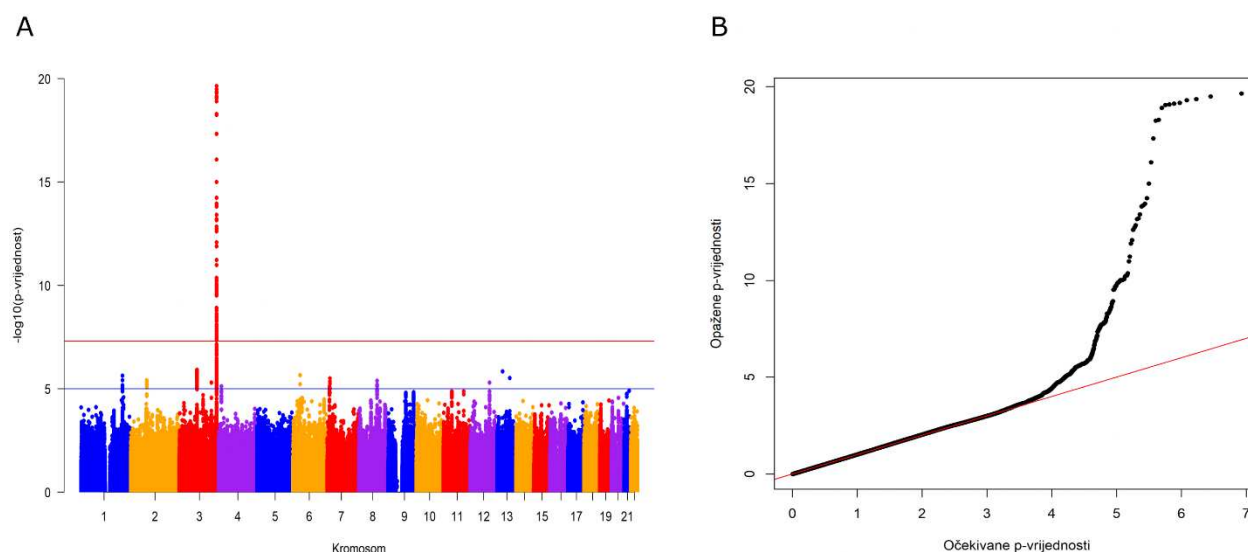 A
-log10(p-vrijednost)
20
15
10
5
0
1 2 3 4 5 6 7 8 9 10 11 12 13 15 17 19 21
Kromosom
B
Opažene p-vrijednosti
20
15
10
5
0
0 1 2 3 4 5 6 7
Očekivane p-vrijednosti